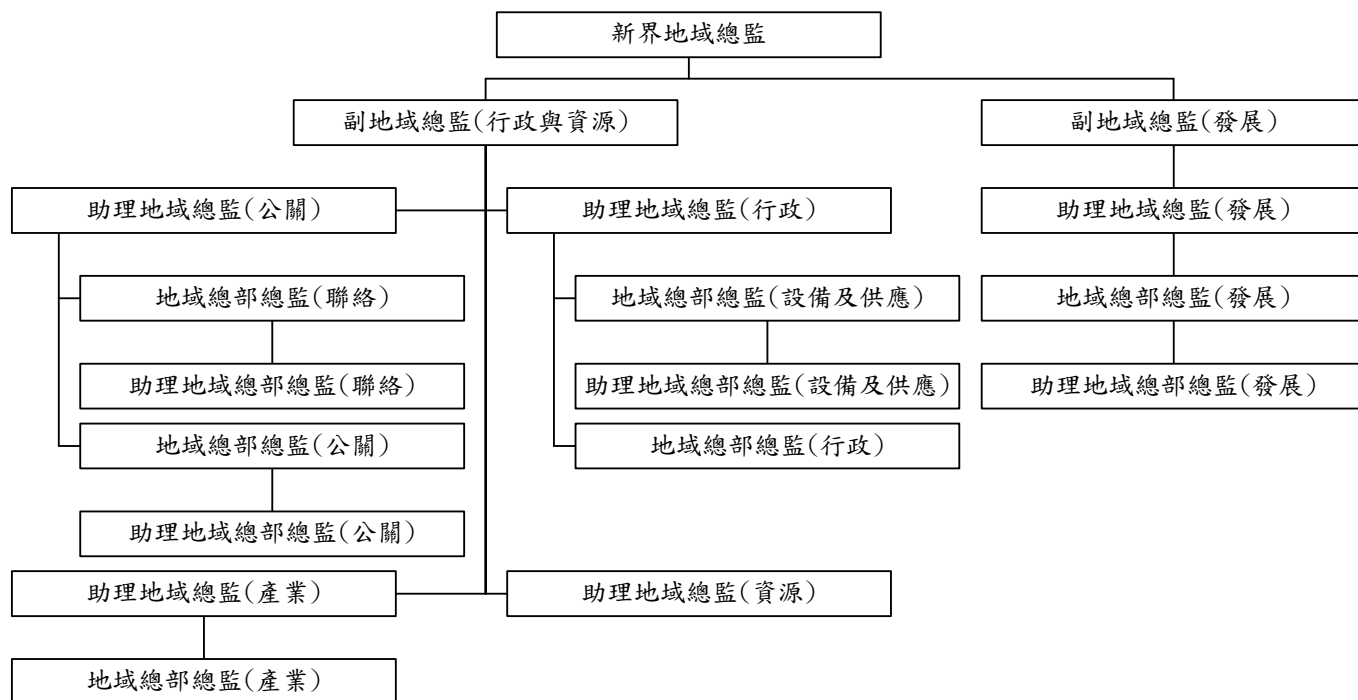 新界地域總監
副地域總監(行政與資源)
副地域總監(發展)
助理地域總監(公關)
助理地域總監(行政)
助理地域總監(發展)
地域總部總監(聯絡)
地域總部總監(設備及供應)
地域總部總監(發展)
助理地域總部總監(聯絡)
助理地域總部總監(設備及供應)
助理地域總部總監(發展)
地域總部總監(公關)
地域總部總監(行政)
助理地域總部總監(公關)
助理地域總監(產業)
助理地域總監(資源)
地域總部總監(產業)